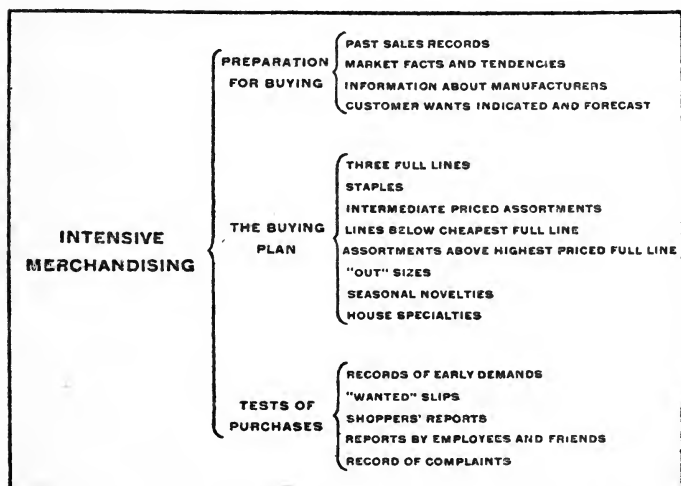 INTENSIVE
MERCHANDISING
PREPARATION
FOR BUYING
PAST SALES RECORDS
MARKET FACTS AND TENDENCIES
INFORMATION ABOUT MANUFACTURERS
CUSTOMER WANTS INDICATED AND FORECAST
THE BUYING
PLAN
THREE FULL LINES
STAPLES
INTERMEDIATE PRICED ASSORTMENTS
LINES BELOW CHEAPEST FULL LINE
ASSORTMENTS ABOVE HIGHEST PRICED FULL LINE
"OUT" SIZES
SEASONAL NOVELTIES
HOUSE SPECIALTIES
TESTS OF
PURCHASES
RECORDS OF EARLY DEMANDS
"WANTED" SLIPS
SHOPPERS' REPORTS
REPORTS BY EMPLOYEES AND FRIENDS
RECORD OF COMPLAINTS